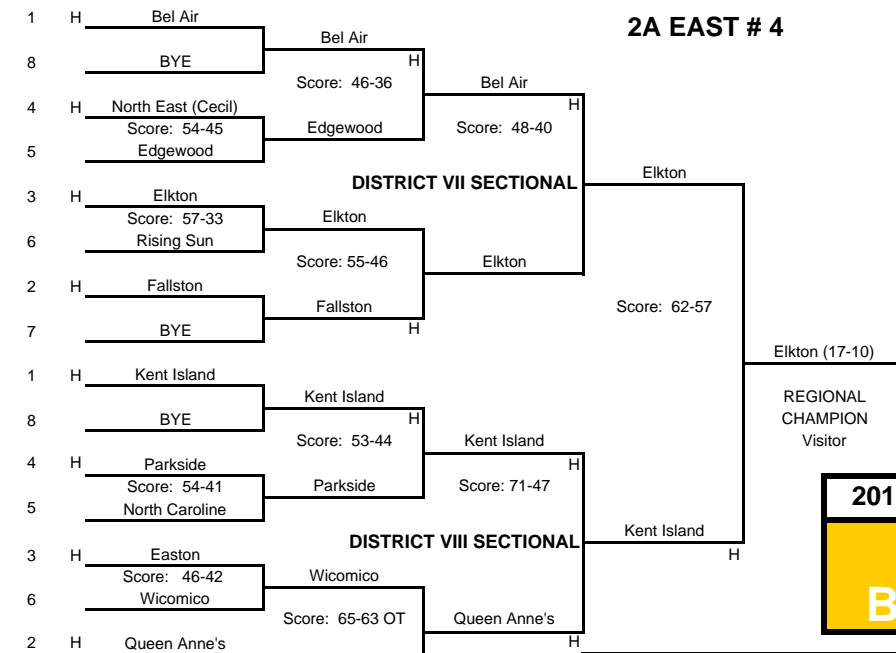 2A EAST # 4
1 H Bel Air
Bel Air
8 BYE
H
Score: 46-36
Bel Air
4 H North East (Cecil)
H
Score: 54-45
Edgewood
Score: 48-40
5 Edgewood
DISTRICT VII SECTIONAL
Elkton
3 H Elkton
Score: 57-33
Elkton
6 Rising Sun
Score: 55-46
Elkton
2 H Fallston
Fallston
Score: 62-57
7 BYE
H
Elkton (17-10)
1 H Kent Island
Kent Island
REGIONAL
CHAMPION
Visitor
8 BYE
H
Score: 53-44
Kent Island
4 H Parkside
H
Score: 54-41
Parkside
Score: 71-47
5 North Caroline
201
Kent Island
DISTRICT VIII SECTIONAL
3 H Easton
H
Score: 46-42
Wicomico
6 Wicomico
B
Score: 65-63 OT
Queen Anne's
2 H Queen Anne's
H